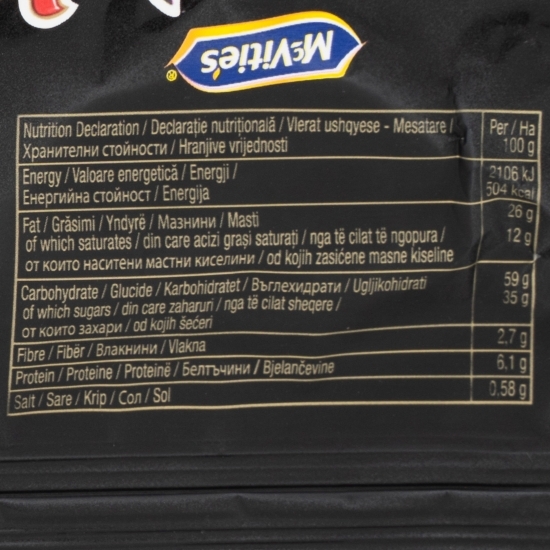 McVitie's
®
Nutrition Declaration / Declarație nutrițională / Vlerat ushqyese - Mesatare /
Хранителни стойности / Hranjive vrijednosti
Per / На
100 g
Energy / Valoare energetică / Energji /
Енергийна стойност / Energija
2106 kJ
504 kcal
Fat / Grăsimi / Yndyrë / Мазнини / Masti
26 g
of which saturates / din care acizi grași saturați / nga të cilat të ngopura /
12 g
от които наситени мастни киселини / od kojih zasićene masne kiseline
Carbohydrate / Glucide / Karbohidratet / Въглехидрати / Ugljikohidrati
59 g
of which sugars / din care zaharuri / nga të cilat sheqere /
35 g
от които захари / od kojih šećeri
Fibre / Fibër / Влакнини / Vlakna
2.7 g
Protein / Proteine / Proteinë / Белтъчини / Bjelančevine
6.1 g
Salt / Sare / Krip / Сол / Sol
0.58 g